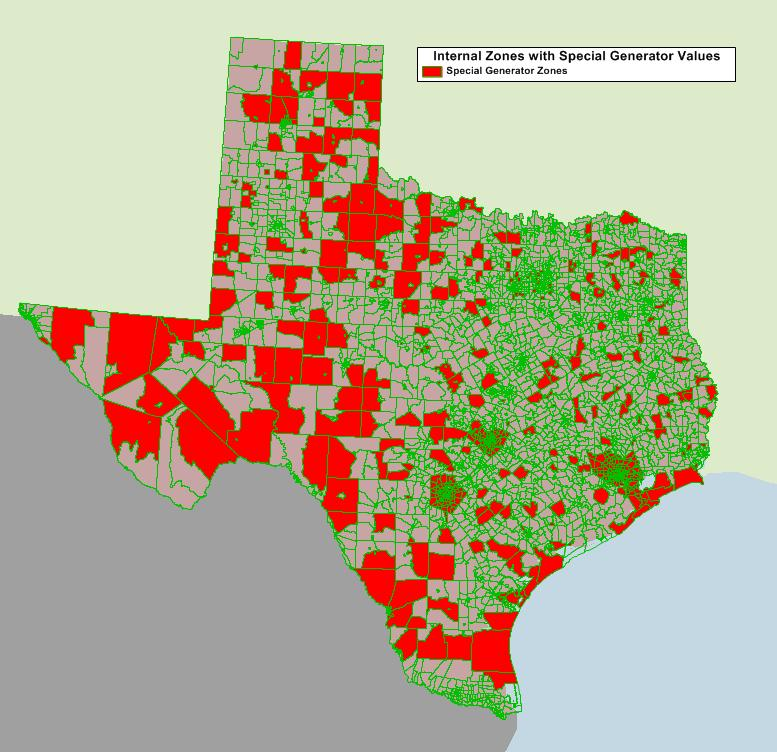 Internal Zones with Special Generator Values
Special Generator Zones